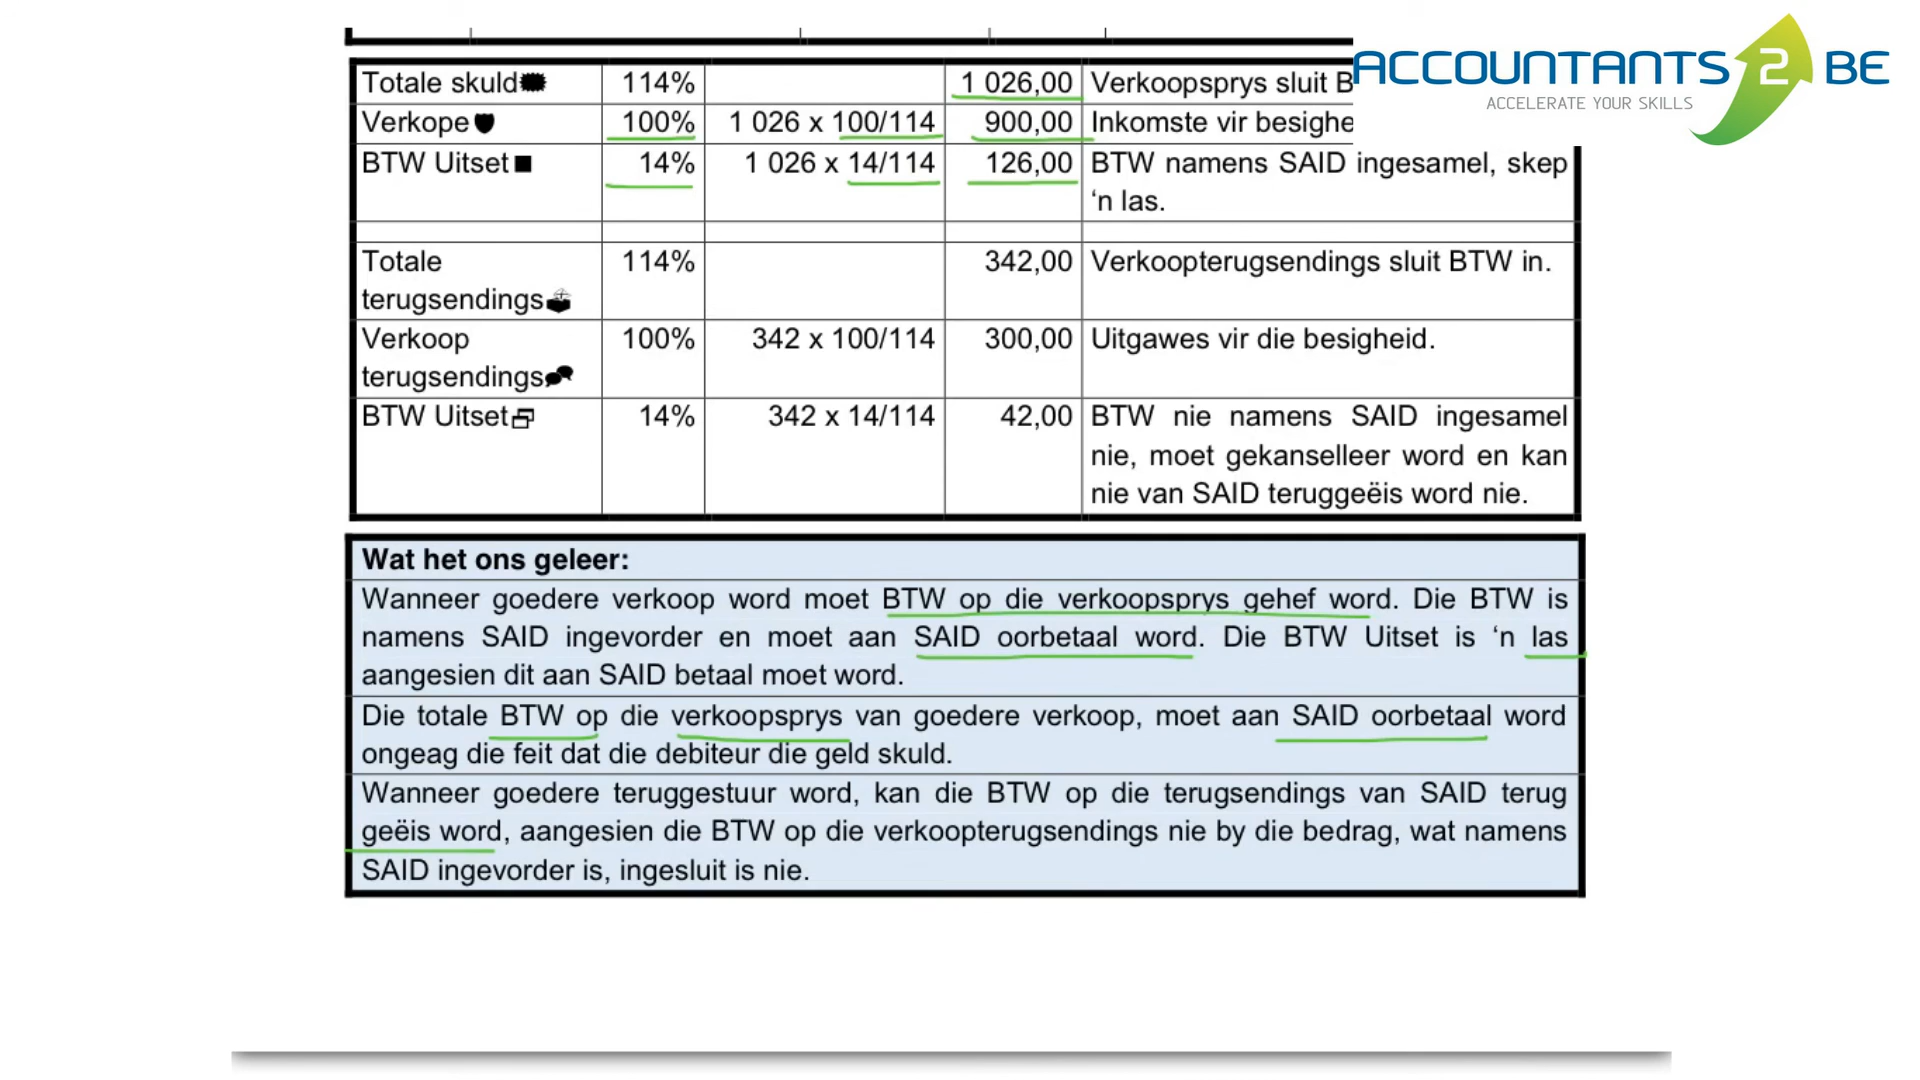 ACCOUNTANTS 2 BE
ACCELERATE YOUR SKILLS
Totale skuld 114% 1 026,00 Verkoopsprys sluit B
Verkope 100% 1 026 x 100/114 900,00 Inkomste vir besighe
BTW Uitset 14% 1 026 x 14/114 126,00 BTW namens SAID ingesamel, skep
‘n las.
Totale 114% 342,00 Verkoopterugsendings sluit BTW in.
terugsendings
Verkoop 100% 342 x 100/114 300,00 Uitgawes vir die besigheid.
terugsendings
BTW Uitset 14% 342 x 14/114 42,00 BTW nie namens SAID ingesamel
nie, moet gekanselleer word en kan
nie van SAID teruggeëis word nie.
Wat het ons geleer:
Wanneer goedere verkoop word moet BTW op die verkoopsprys gehef word. Die BTW is
namens SAID ingevorder en moet aan SAID oorbetaal word. Die BTW Uitset is ‘n las
aangesien dit aan SAID betaal moet word.
Die totale BTW op die verkoopsprys van goedere verkoop, moet aan SAID oorbetaal word
ongeag die feit dat die debiteur die geld skuld.
Wanneer goedere teruggestuur word, kan die BTW op die terugsendings van SAID terug
geëis word, aangesien die BTW op die verkoopterugsendings nie by die bedrag, wat namens
SAID ingevorder is, ingesluit is nie.